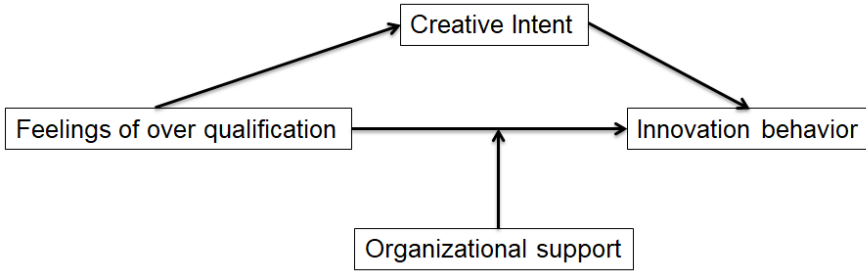 Creative Intent
Feelings of over qualification
Innovation behavior
Organizational support